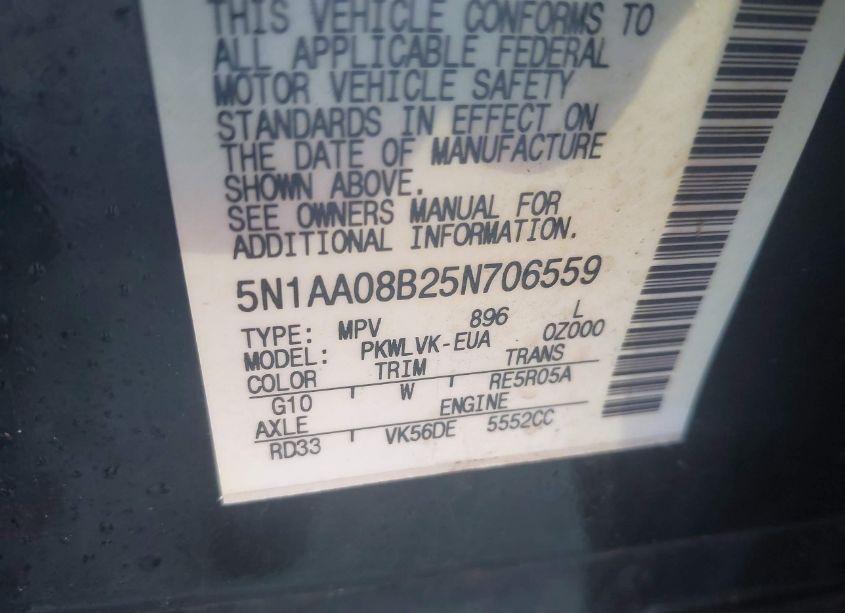 THIS VEHICLE CONFORMS TO
ALL APPLICABLE FEDERAL
MOTOR VEHICLE SAFETY
STANDARDS IN EFFECT ON
THE DATE OF MANUFACTURE
SHOWN ABOVE.
SEE OWNERS MANUAL FOR
ADDITIONAL INFORMATION.
5N1AA08B25N706559
TYPE: MPV 896 L
MODEL: PKWLVK-EUA 0Z000
COLOR TRIM TRANS
G10 W RE5R05A
AXLE ENGINE
RD33 VK56DE 5552CC